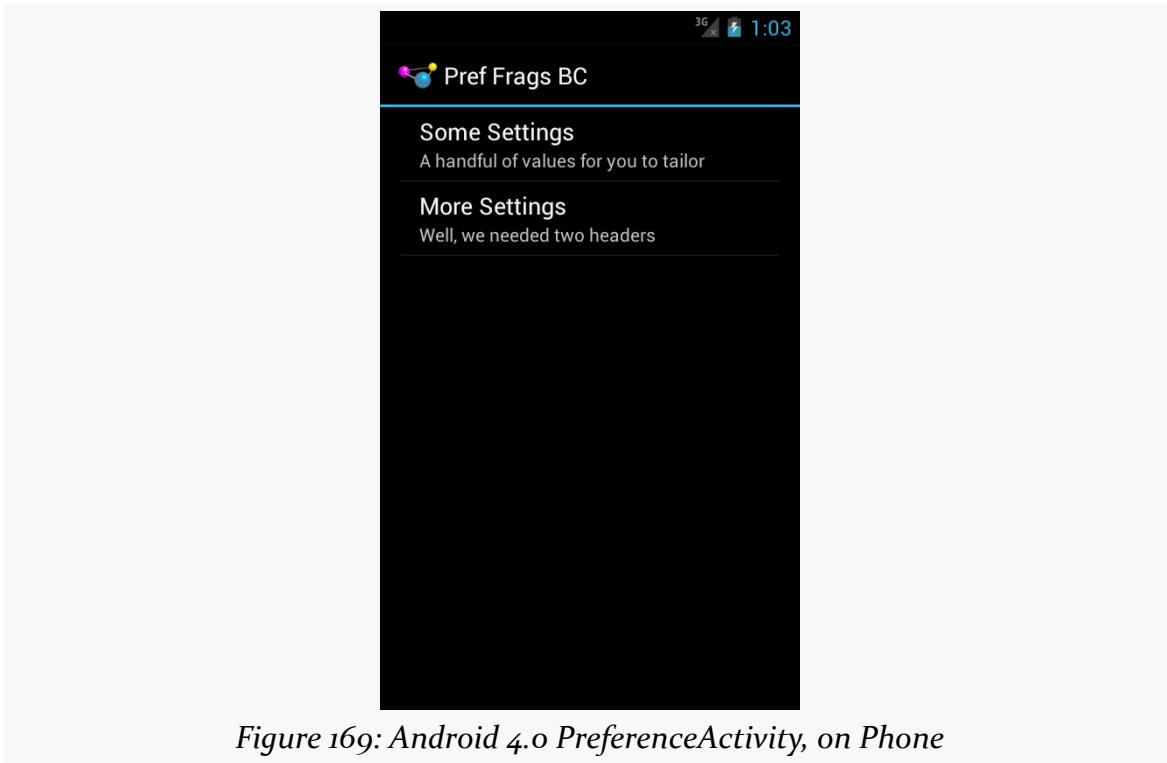 3G
1:03
Pref Frags BC
Some Settings
A handful of values for you to tailor
More Settings
Well, we needed two headers
Figure 169: Android 4.0 PreferenceActivity, on Phone